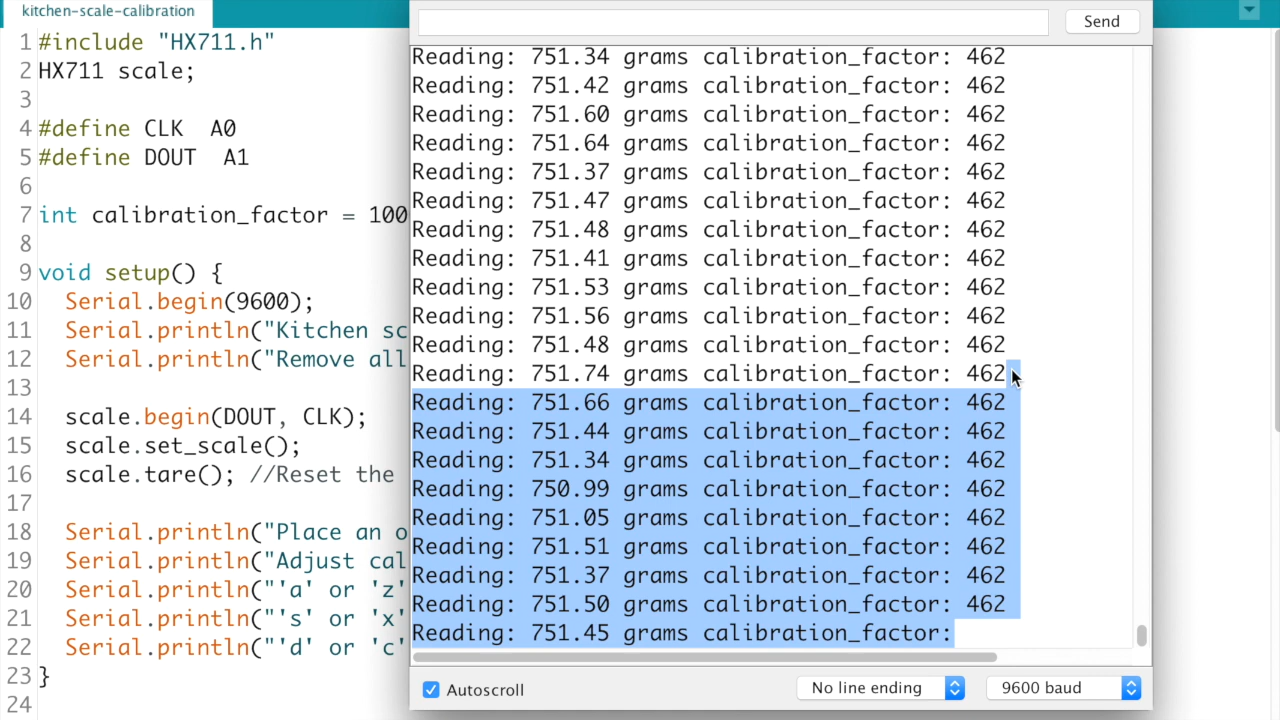 kitchen-scale-calibration
1 #include "HX711.h"
2 HX711 scale;
3
4 #define CLK  A0
5 #define DOUT  A1
6
7 int calibration_factor = 100
8
9 void setup() {
10   Serial.begin(9600);
11   Serial.println("Kitchen sc
12   Serial.println("Remove all
13
14   scale.begin(DOUT, CLK);
15   scale.set_scale();
16   scale.tare(); //Reset the
17
18   Serial.println("Place an o
19   Serial.println("Adjust cal
20   Serial.println("'a' or 'z'
21   Serial.println("'s' or 'x'
22   Serial.println("'d' or 'c'
23 }
24
Send
Reading: 751.34 grams calibration_factor: 462
Reading: 751.42 grams calibration_factor: 462
Reading: 751.60 grams calibration_factor: 462
Reading: 751.64 grams calibration_factor: 462
Reading: 751.37 grams calibration_factor: 462
Reading: 751.47 grams calibration_factor: 462
Reading: 751.48 grams calibration_factor: 462
Reading: 751.41 grams calibration_factor: 462
Reading: 751.53 grams calibration_factor: 462
Reading: 751.56 grams calibration_factor: 462
Reading: 751.48 grams calibration_factor: 462
Reading: 751.74 grams calibration_factor: 462
Reading: 751.66 grams calibration_factor: 462
Reading: 751.44 grams calibration_factor: 462
Reading: 751.34 grams calibration_factor: 462
Reading: 750.99 grams calibration_factor: 462
Reading: 751.05 grams calibration_factor: 462
Reading: 751.51 grams calibration_factor: 462
Reading: 751.37 grams calibration_factor: 462
Reading: 751.50 grams calibration_factor: 462
Reading: 751.45 grams calibration_factor:
Autoscroll
No line ending
9600 baud